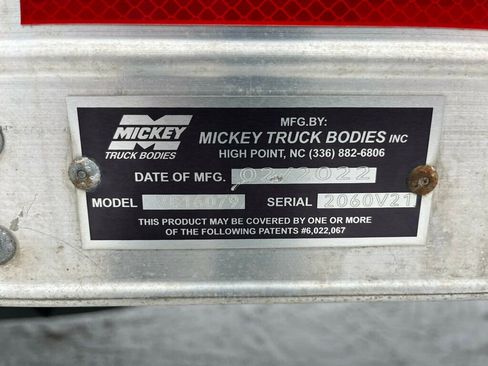 MICKEY
TRUCK BODIES
MFG.BY:
MICKEY TRUCK BODIES INC
HIGH POINT, NC (336) 882-6806
DATE OF MFG.
MODEL
SERIAL 2060V21
THIS PRODUCT MAY BE COVERED BY ONE OR MORE
OF THE FOLLOWING PATENTS #6,022,067